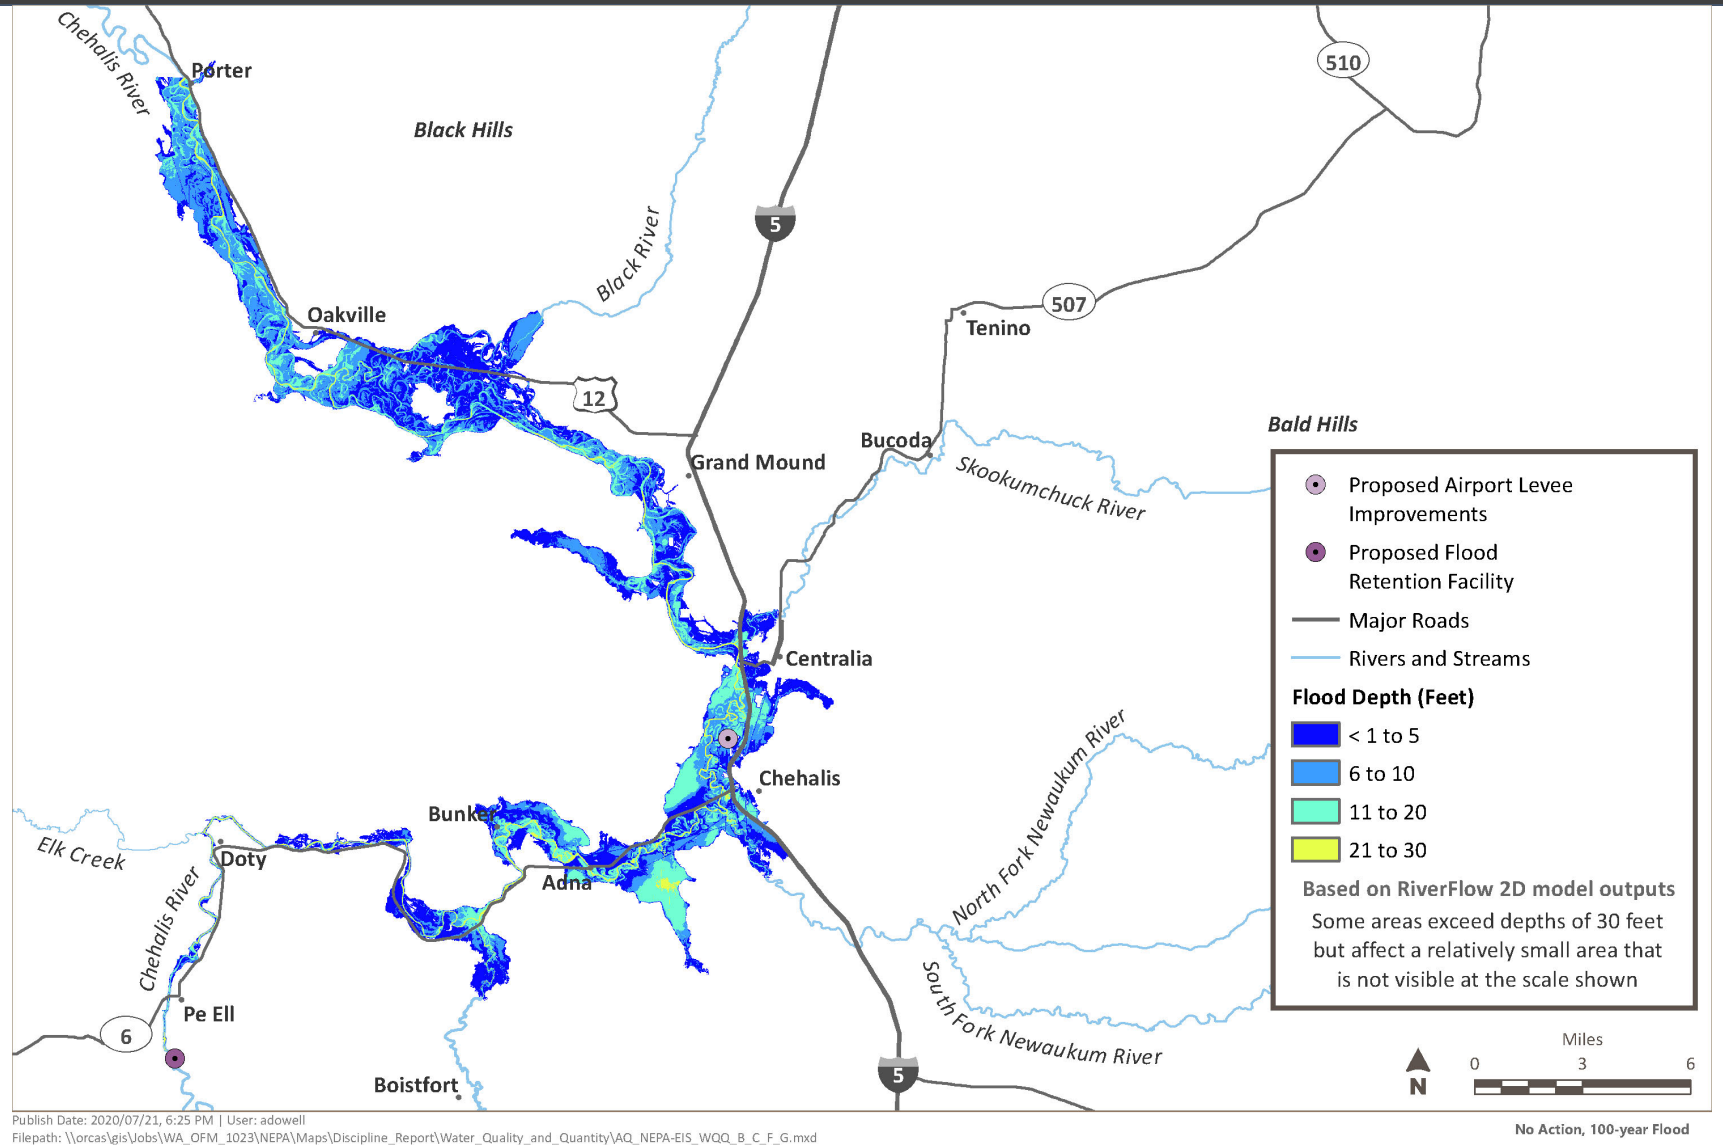 Chehalis River
Porter
Black Hills
Black River
5
510
507
Tenino
Oakville
12
Grand Mound
Bucoda
Skookumchuck River
Bald Hills
Centralia
Chehalis
North Fork Newaukum River
South Fork Newaukum River
Bunker
Adna
Elk Creek
Doty
Chehalis River
Pe Ell
6
Boistfort
5
Proposed Airport Levee
Improvements
Proposed Flood
Retention Facility
Major Roads
Rivers and Streams
Flood Depth (Feet)
< 1 to 5
6 to 10
11 to 20
21 to 30
Based on RiverFlow 2D model outputs
Some areas exceed depths of 30 feet
but affect a relatively small area that
is not visible at the scale shown
Miles
0 3 6
N
Publish Date: 2020/07/21, 6:25 PM | User: adowell
Filepath: \\orcas\gis\Jobs\WA_OFM_1023\NEPA\Maps\Discipline_Report\Water_Quality_and_Quantity\AQ_NEPA-EIS_WQQ_B_C_F_G.mxd
No Action, 100-year Flood